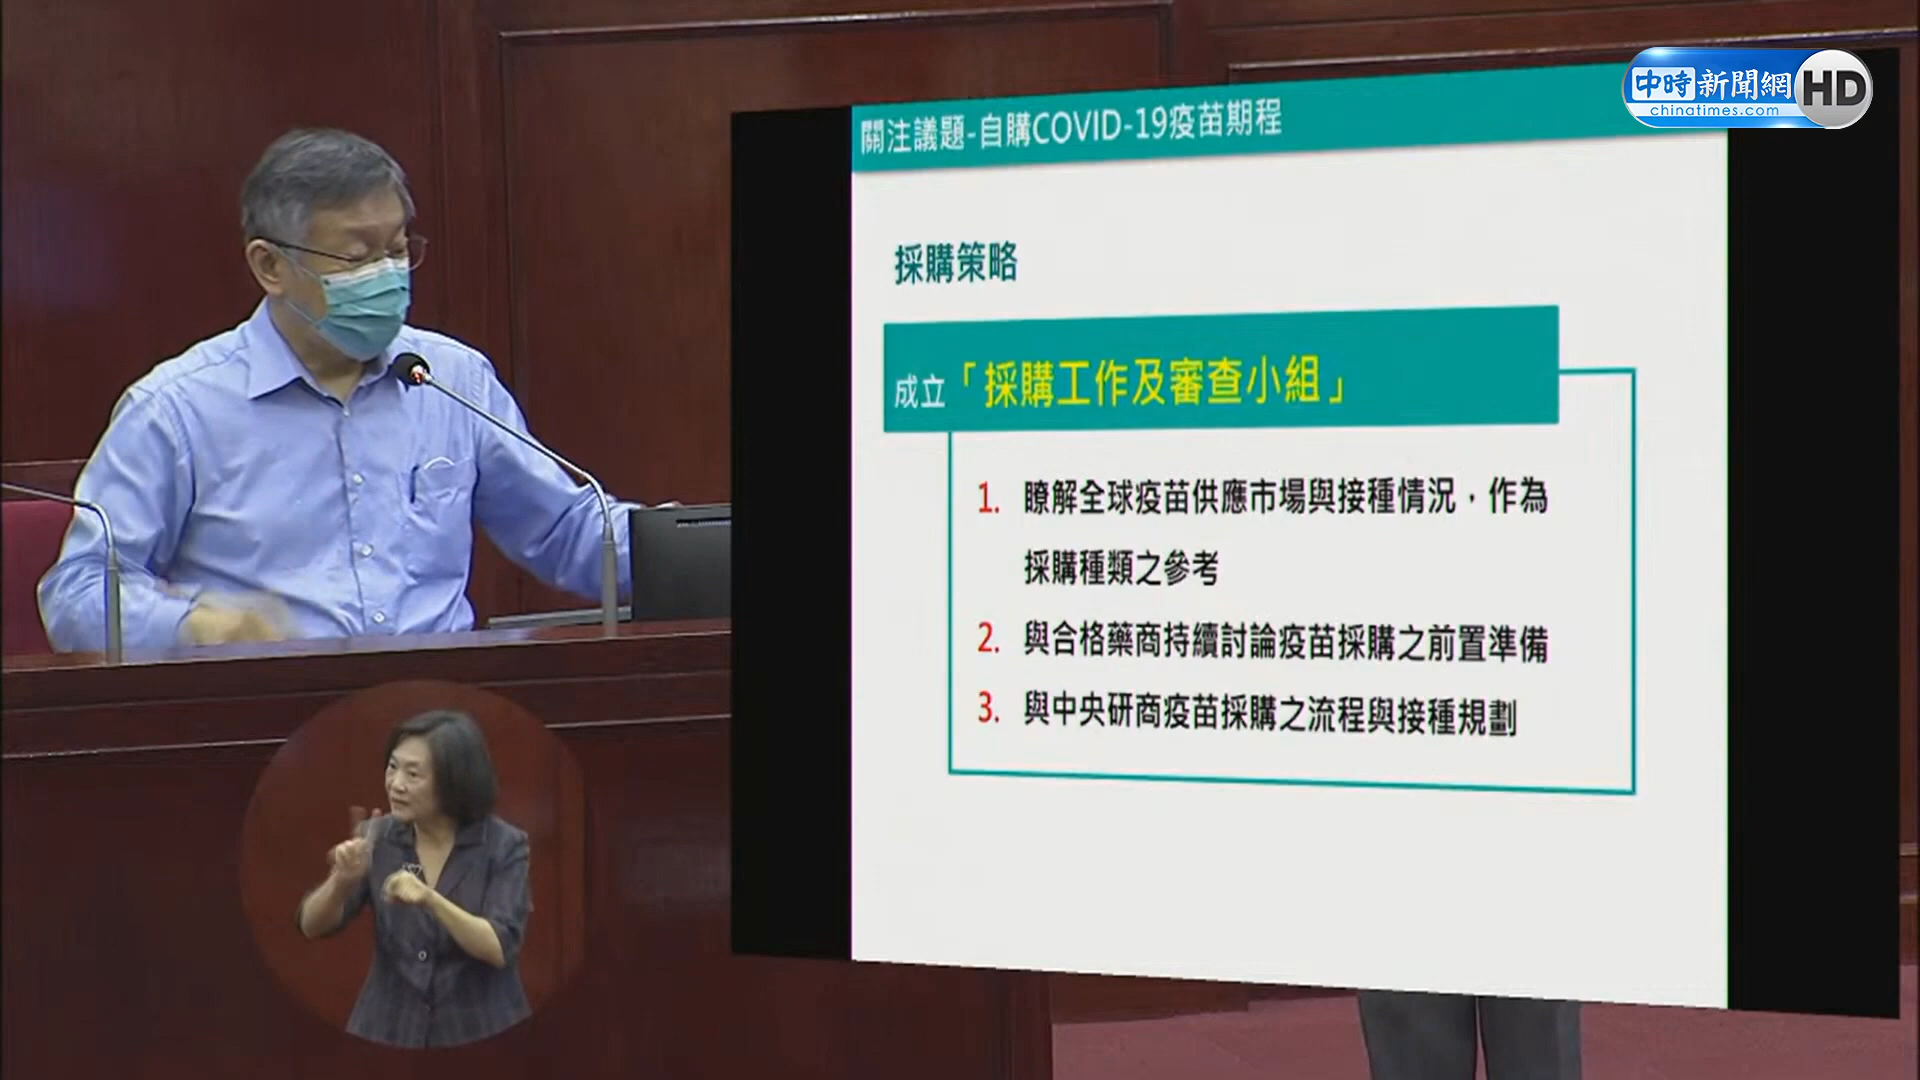 中時新聞網HD
chinatimes.com
關注議題-自購COVID-19疫苗期程
採購策略
成立「採購工作及審查小組」
1. 瞭解全球疫苗供應市場與接種情況,作為
採購種類之參考
2. 與合格藥商持續討論疫苗採購之前置準備
3. 與中央研商疫苗採購之流程與接種規劃